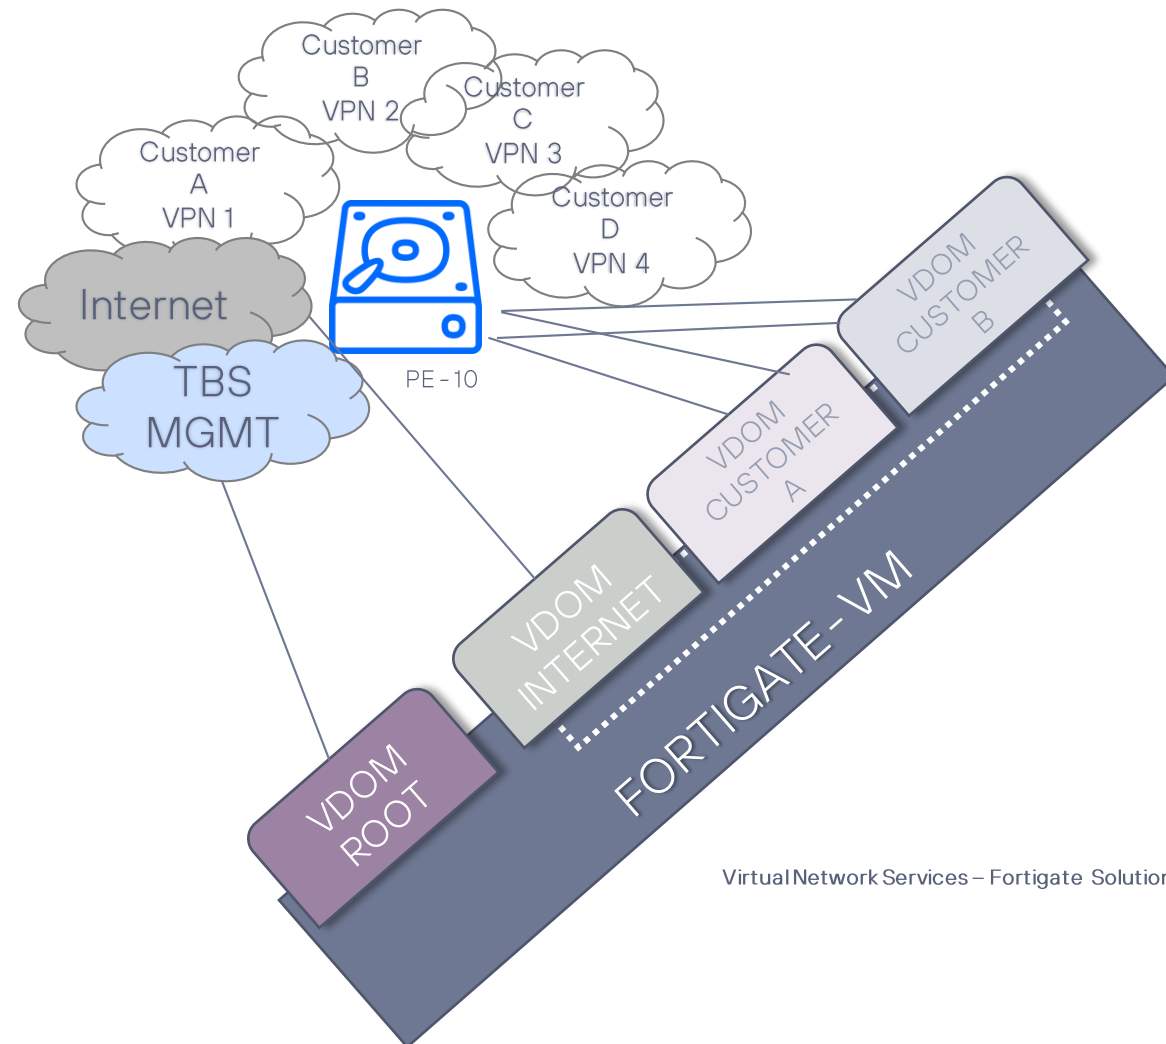 Customer
B
VPN 2
Customer
C
VPN 3
Customer
A
VPN 1
Customer
D
VPN 4
Internet
TBS
MGMT
PE-10
VDOM
CUSTOMER
B
VDOM
CUSTOMER
A
VDOM
INTERNET
VDOM
ROOT
FORTIGATE-VM
Virtual Network Services – Fortigate Solution